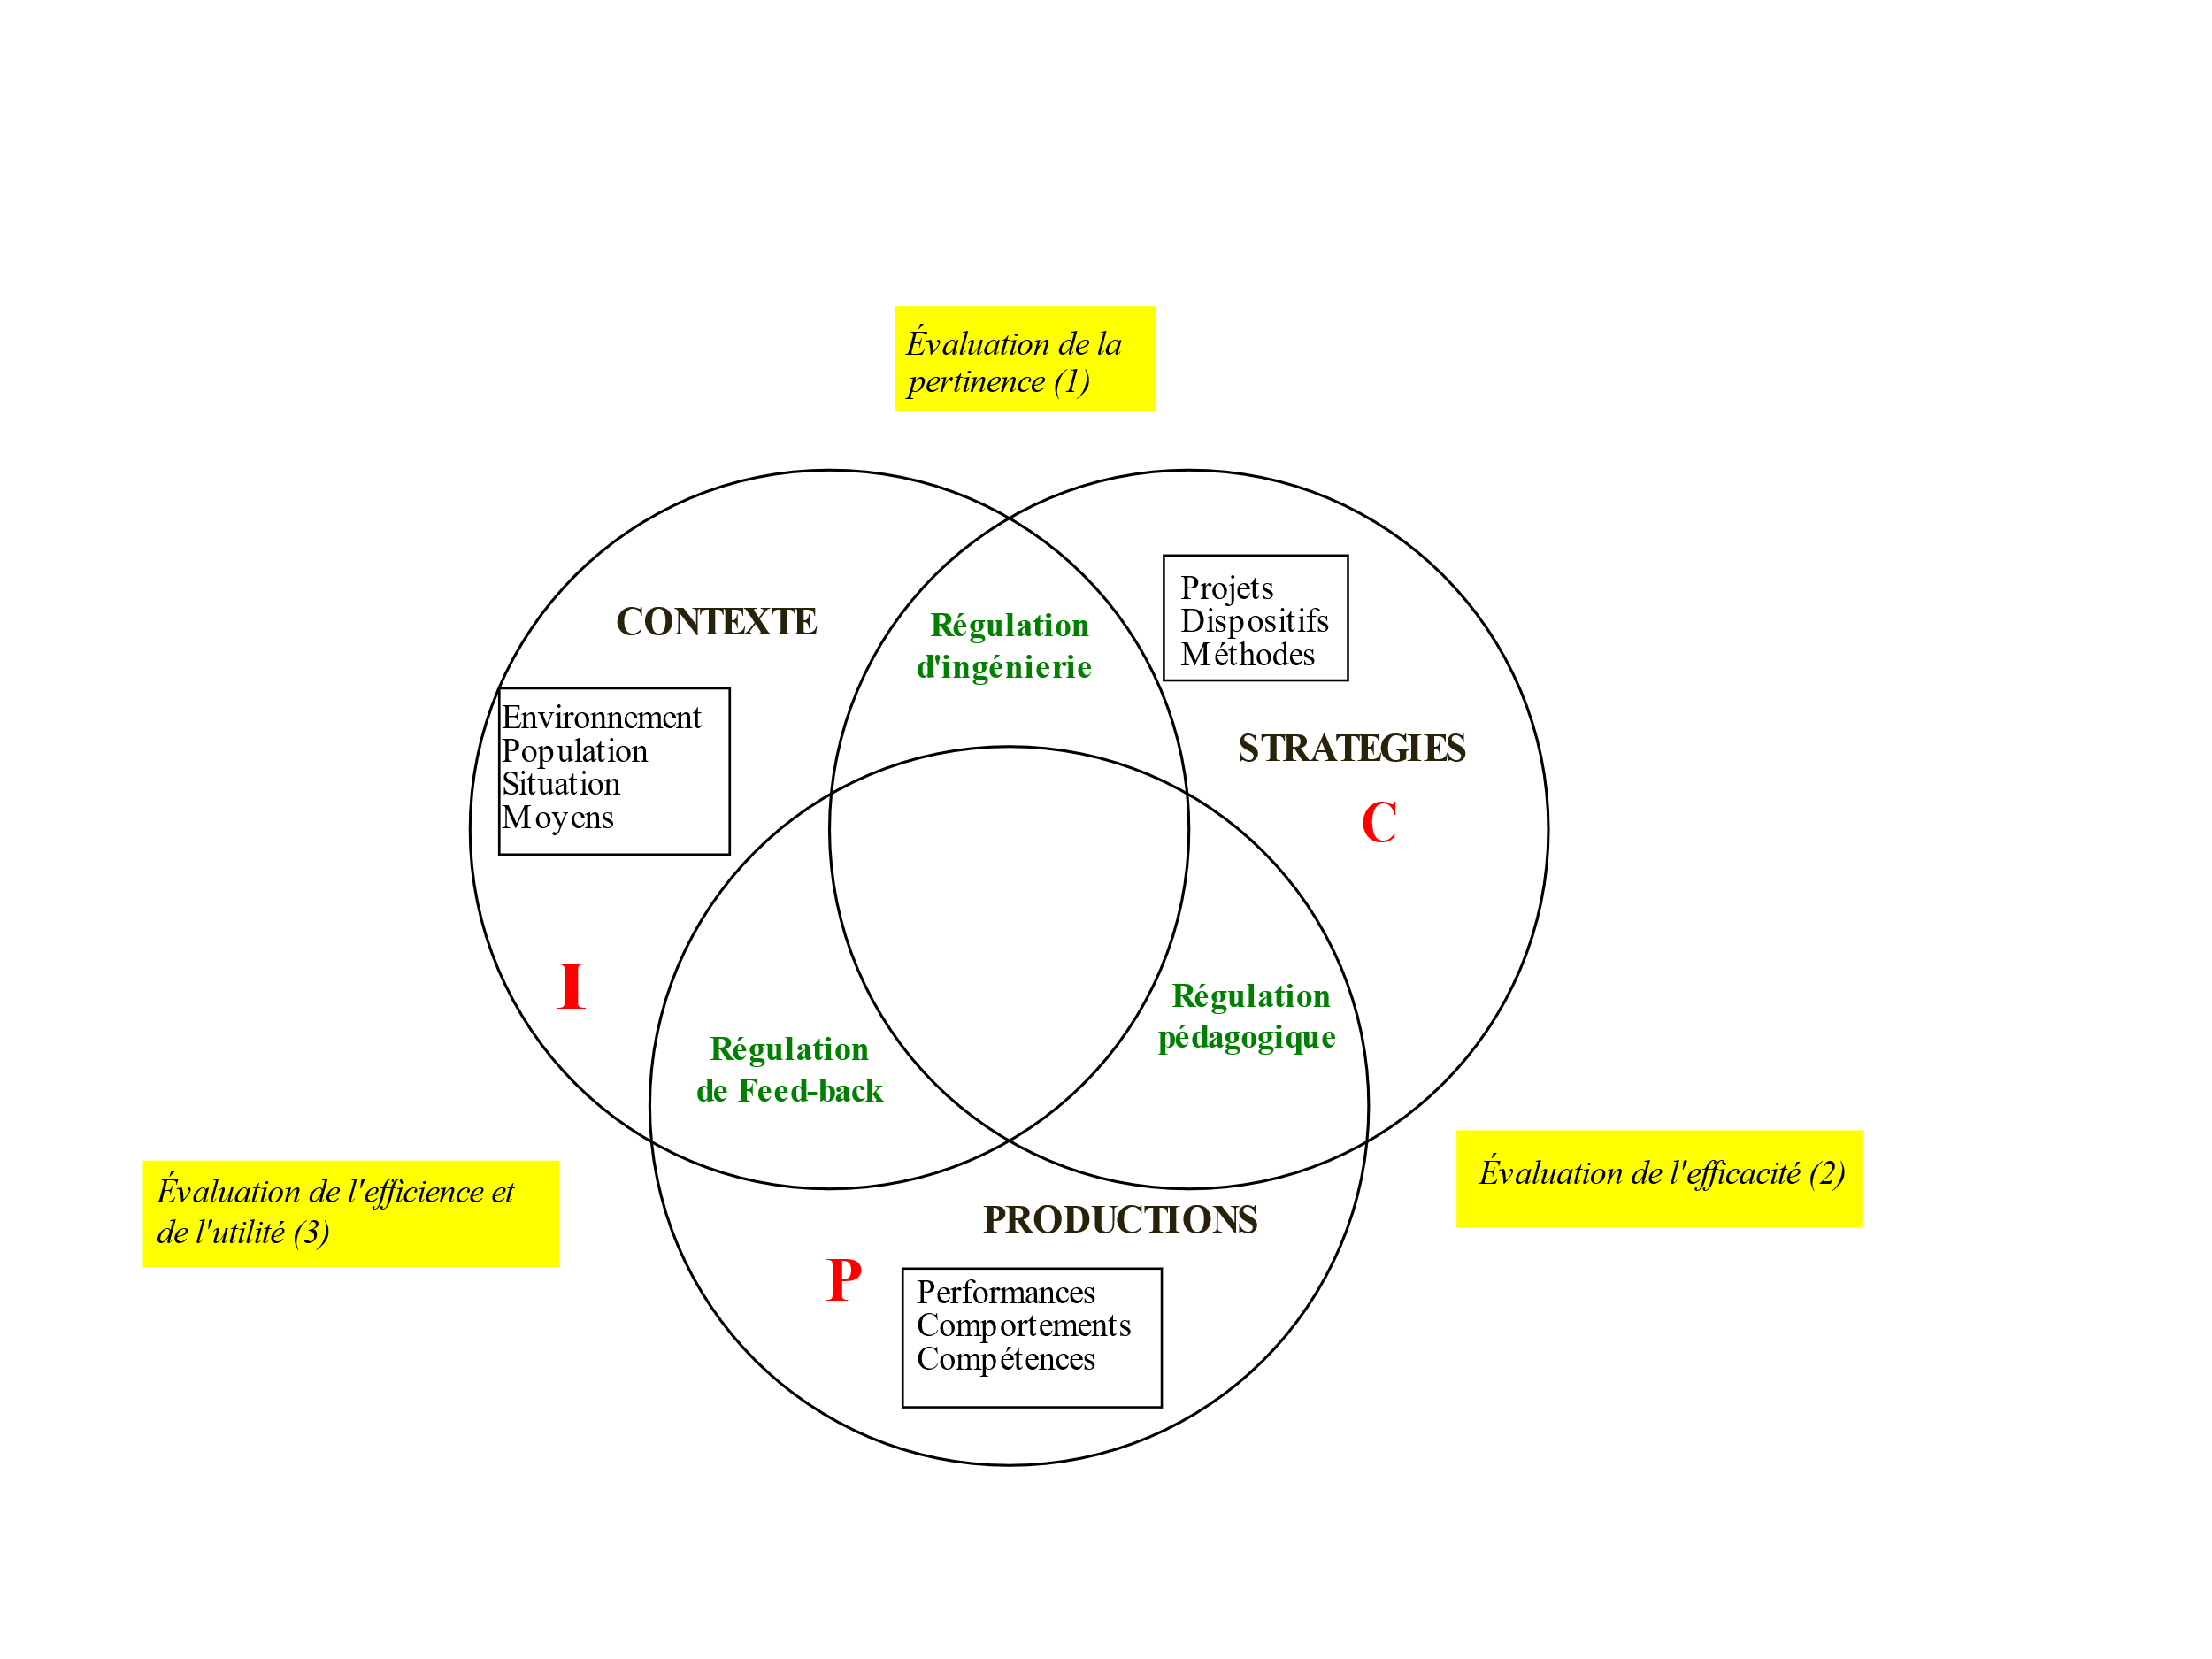 Évaluation de la
pertinence (1)
CONTEXTE
Régulation
d'ingénierie
Projets
Dispositifs
Méthodes
Environnement
Population
Situation
Moyens
STRATEGIES
C
I
Régulation
pédagogique
Régulation
de Feed-back
Évaluation de l'efficience et
de l'utilité (3)
Évaluation de l'efficacité (2)
PRODUCTIONS
P
Performances
Comportements
Compétences